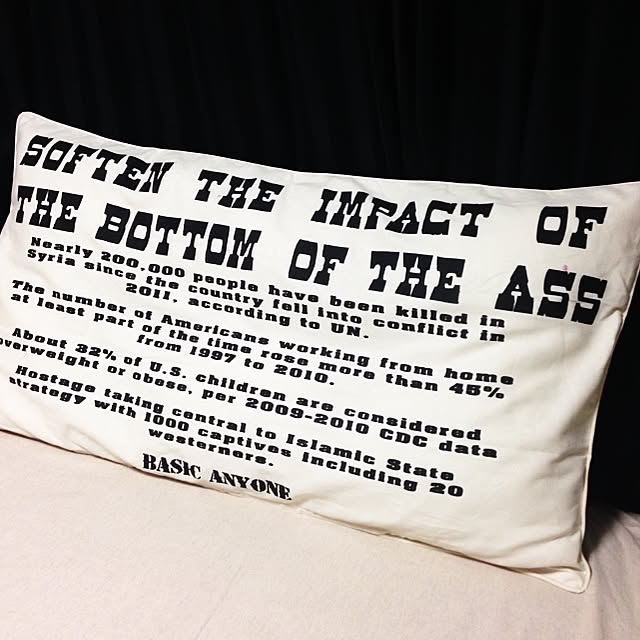 SOFTEN THE IMPACT OF
THE BOTTOM OF THE ASS
Nearly 200.000 people have been killed in
Syria since the country fell into conflict in
2011. according to UN.
The number of Americans working from home
at least part of the time rose more than 45%
from 1997 to 2010.
About 32% of U.S. children are considered
overweight or obese, per 2009-2010 CDC data
Hostage taking central to Islamic State
strategy with 1000 captives including 20
westerners.
BASIC ANYONE